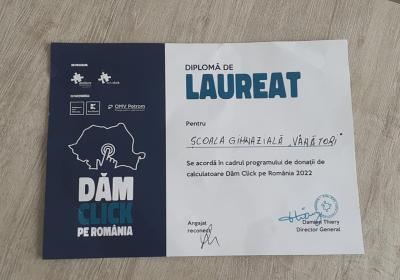 OMV Petrom
DĂM
CLICK
PE ROMÂNIA
DIPLOMĂ DE
LAUREAT
Pentru
ȘCOALA GIMNAZIALĂ „VÂNĂTORI"
Se acordă în cadrul programului de donații de
calculatoare Dăm Click pe România 2022
Angajat
Damien Thiery
Director General